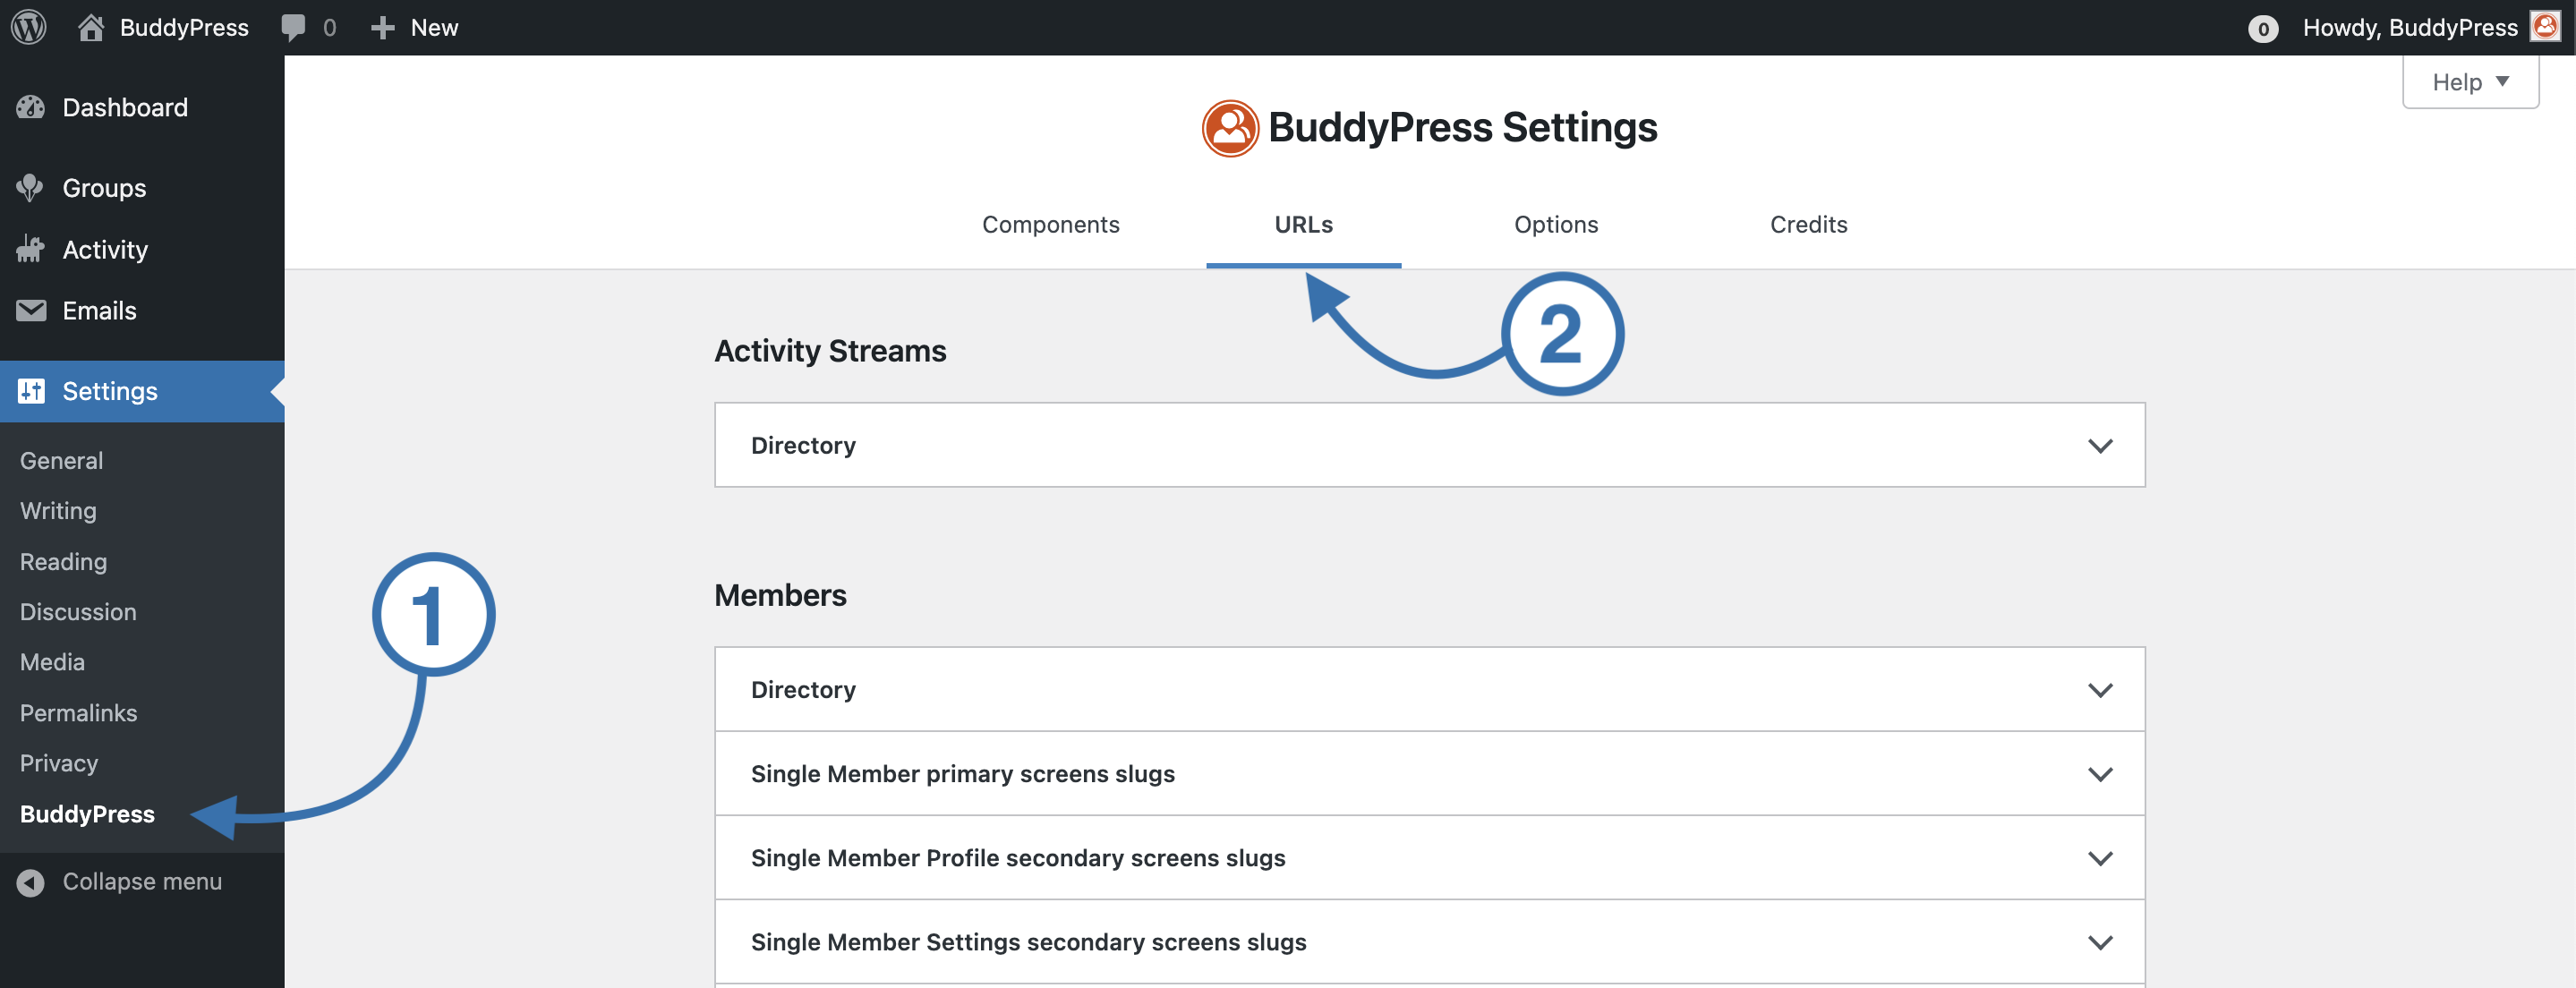 BuddyPress
0
New
0
Howdy, BuddyPress
Dashboard
Groups
Activity
Emails
Settings
General
Writing
Reading
Discussion
Media
Permalinks
Privacy
BuddyPress
Collapse menu
1
Help
BuddyPress Settings
Components
URLs
Options
Credits
2
Activity Streams
Directory
Members
Directory
Single Member primary screens slugs
Single Member Profile secondary screens slugs
Single Member Settings secondary screens slugs